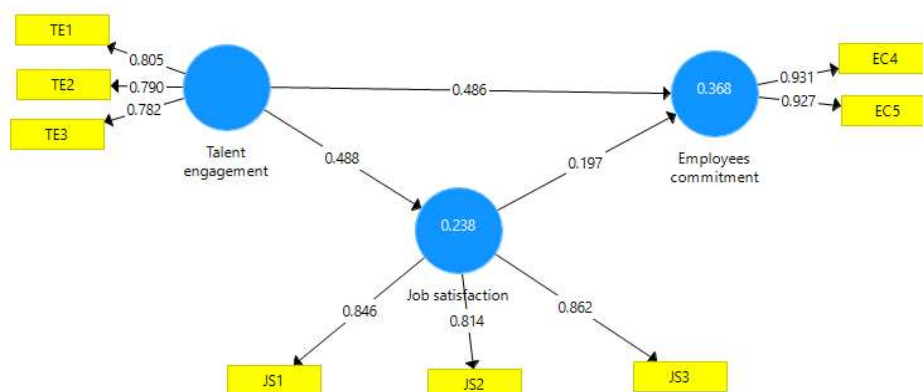 TE1
0.805
EC4
TE2
0.790
0.931
0.486
0.368
0.782
0.927
EC5
TE3
Talent
engagement
0.488
0.197
Employees
commitment
0.238
Job satisfaction
0.846
0.814
0.862
JS1
JS2
JS3